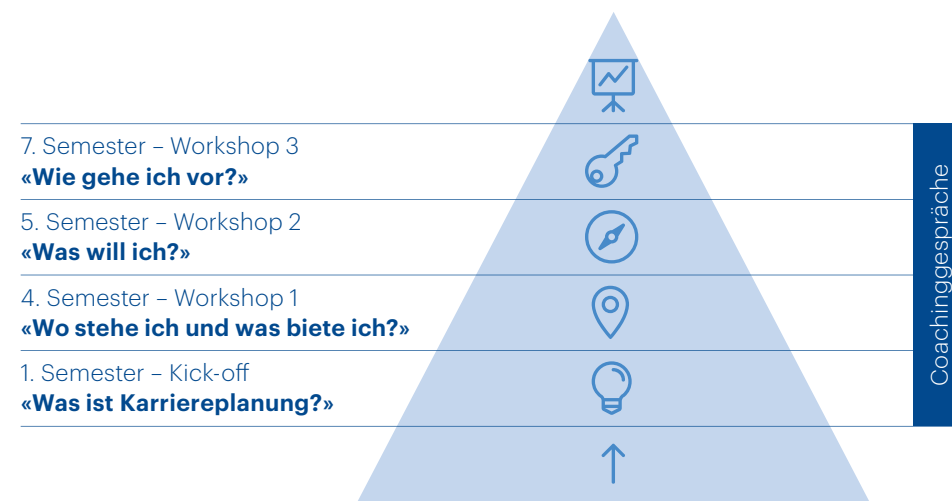 7. Semester – Workshop 3
«Wie gehe ich vor?»
5. Semester – Workshop 2
«Was will ich?»
4. Semester – Workshop 1
«Wo stehe ich und was biete ich?»
1. Semester – Kick-off
«Was ist Karriereplanung?»
Coachinggespräche